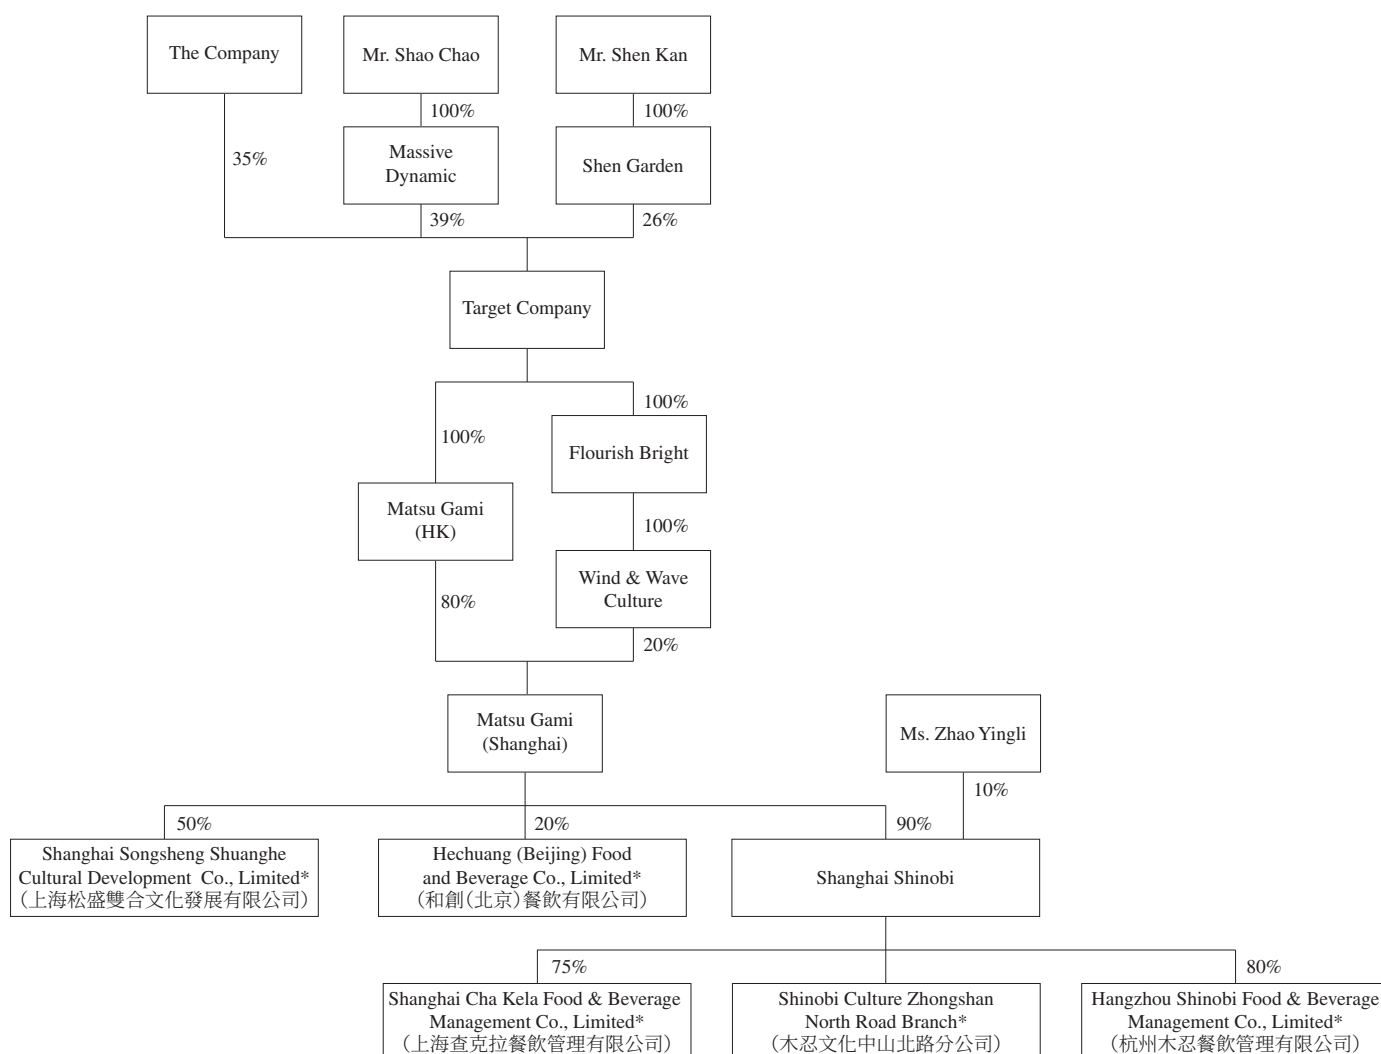 The Company
Mr. Shao Chao
Mr. Shen Kan
100%
100%
35%
Massive
Dynamic
Shen Garden
39%
26%
Target Company
100%
100%
Flourish Bright
Matsu Gami
(HK)
100%
Wind & Wave
Culture
80%
20%
Matsu Gami
(Shanghai)
Ms. Zhao Yingli
10%
50%
20%
90%
Shanghai Songsheng Shuanghe
Cultural Development Co., Limited*
(上海松盛雙合文化發展有限公司)
Hechuang (Beijing) Food
and Beverage Co., Limited*
(和創(北京)餐飲有限公司)
Shanghai Shinobi
75%
80%
Shanghai Cha Kela Food & Beverage
Management Co., Limited*
(上海查克拉餐飲管理有限公司)
Shinobi Culture Zhongshan
North Road Branch*
(木忍文化中山北路分公司)
Hangzhou Shinobi Food & Beverage
Management Co., Limited*
(杭州木忍餐飲管理有限公司)